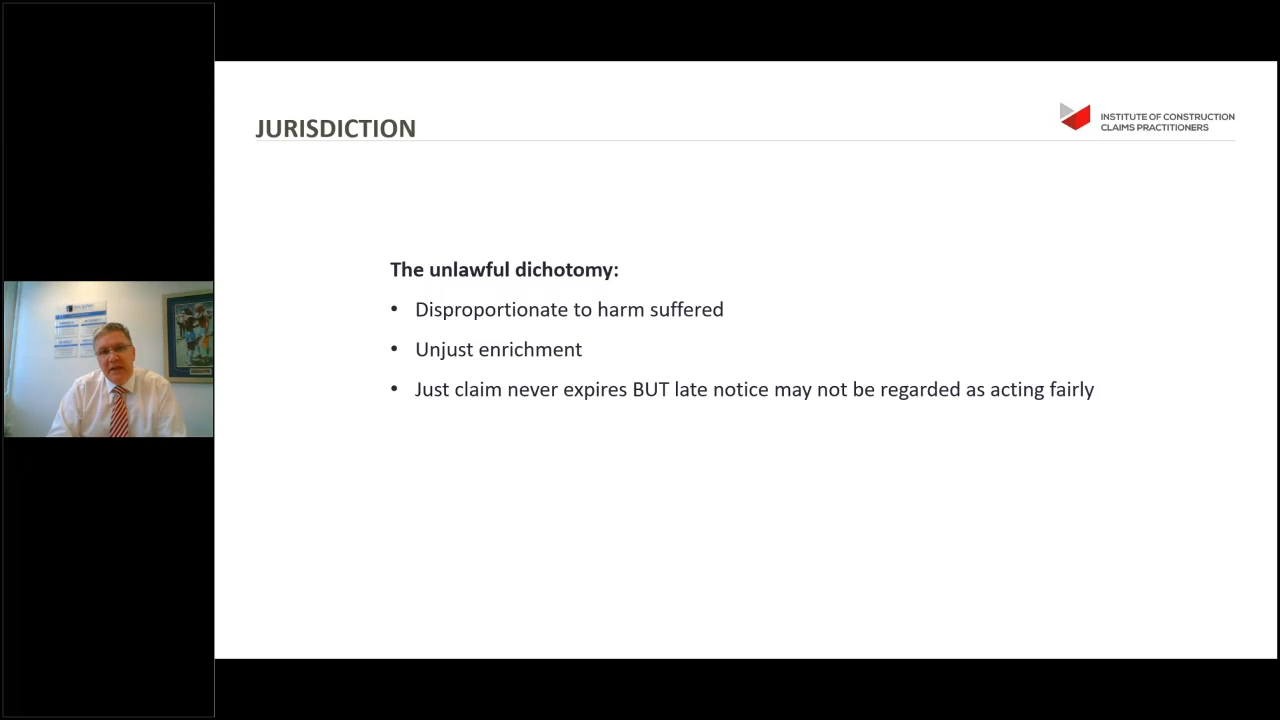 JURISDICTION
INSTITUTE OF CONSTRUCTION
CLAIMS PRACTITIONERS
The unlawful dichotomy:
• Disproportionate to harm suffered
• Unjust enrichment
• Just claim never expires BUT late notice may not be regarded as acting fairly